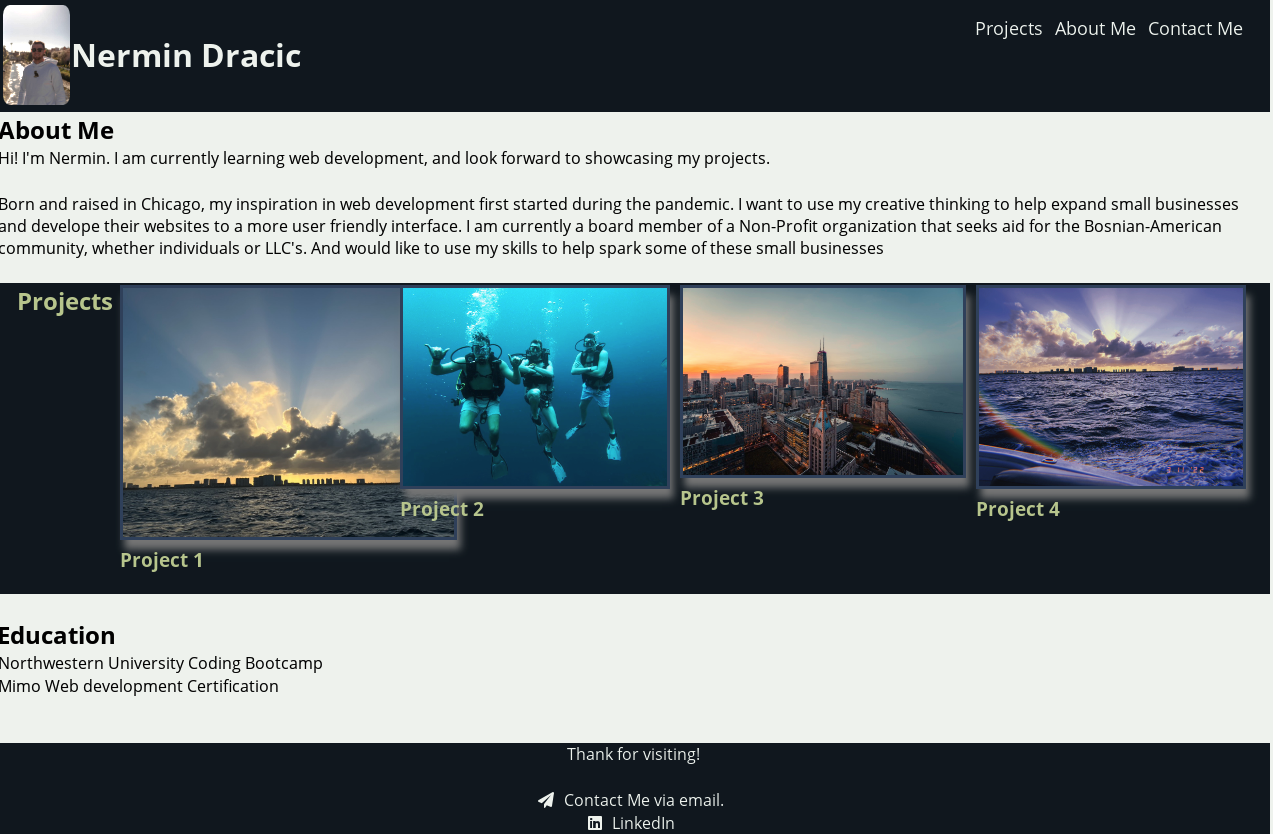 Nermin Dracic
Projects About Me Contact Me
About Me
Hi! I'm Nermin. I am currently learning web development, and look forward to showcasing my projects.
Born and raised in Chicago, my inspiration in web development first started during the pandemic. I want to use my creative thinking to help expand small businesses
and develope their websites to a more user friendly interface. I am currently a board member of a Non-Profit organization that seeks aid for the Bosnian-American
community, whether individuals or LLC's. And would like to use my skills to help spark some of these small businesses
Projects
Project 1
Project 2
Project 3
Project 4
Education
Northwestern University Coding Bootcamp
Mimo Web development Certification
Thank for visiting!
Contact Me via email.
LinkedIn